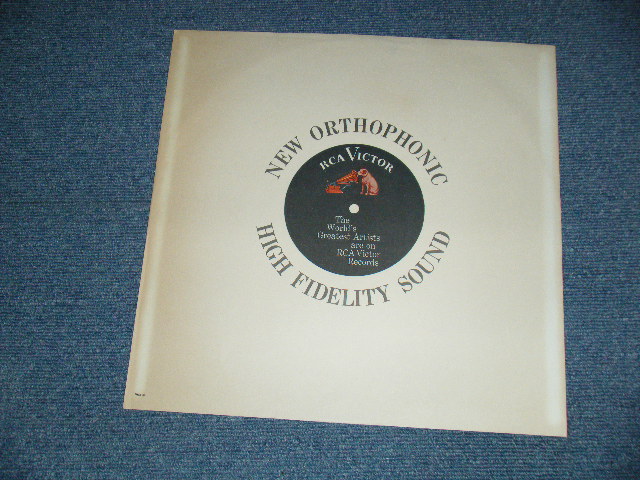 NEW ORTHOPHONIC
RCA VICTOR
The
World's
Greatest Artists
are on
RCA Victor
Records
HIGH FIDELITY SOUND